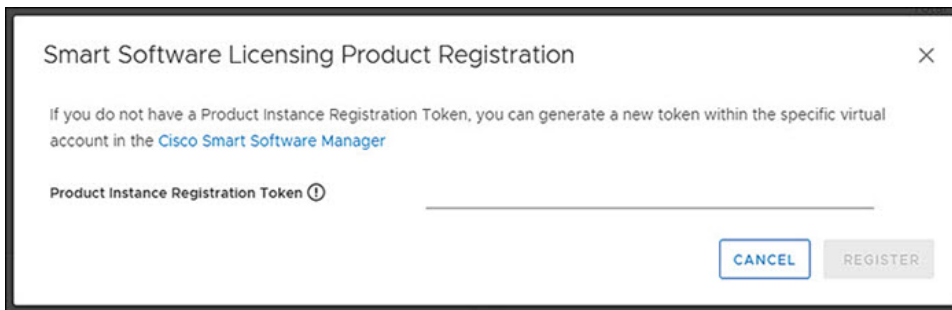 Smart Software Licensing Product Registration
If you do not have a Product Instance Registration Token, you can generate a new token within the specific virtual
account in the Cisco Smart Software Manager
Product Instance Registration Token
CANCEL REGISTER